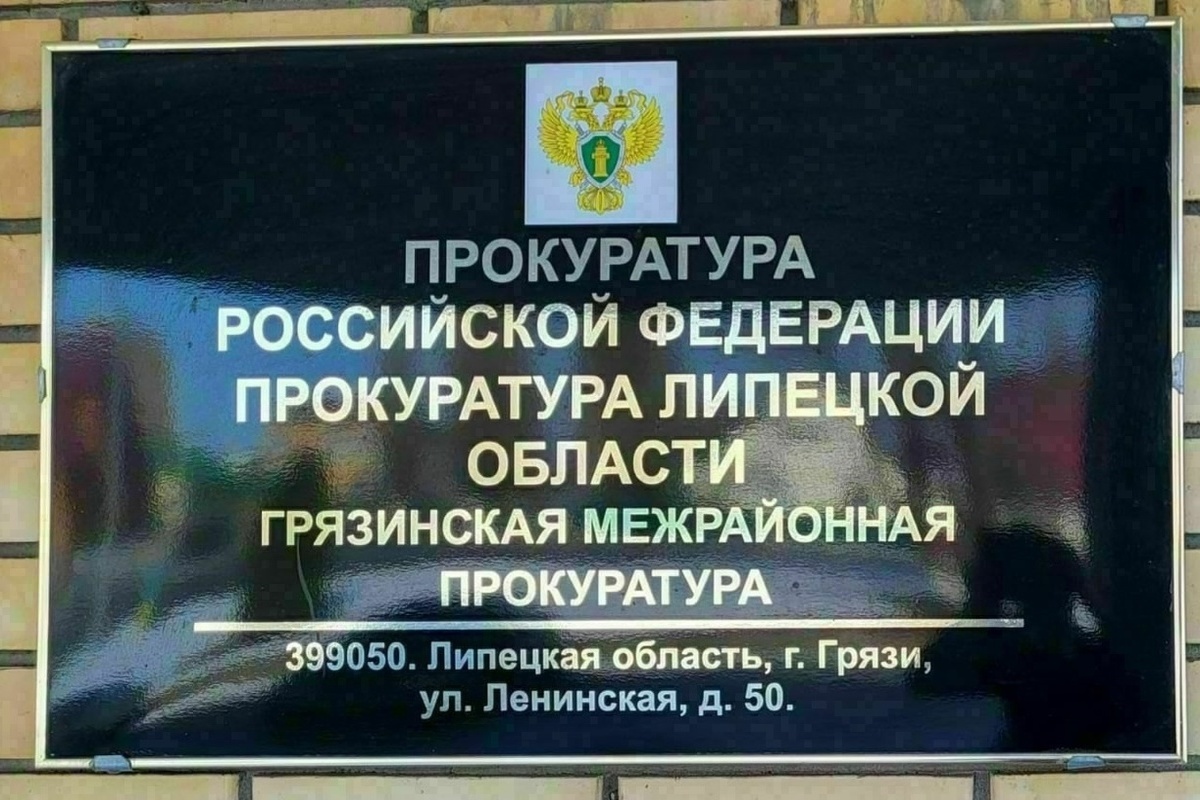 ПРОКУРАТУРА
РОССИЙСКОЙ ФЕДЕРАЦИИ
ПРОКУРАТУРА ЛИПЕЦКОЙ
ОБЛАСТИ
ГРЯЗИНСКАЯ МЕЖРАЙОННАЯ
ПРОКУРАТУРА
399050. Липецкая область, г. Грязи,
ул. Ленинская, д. 50.